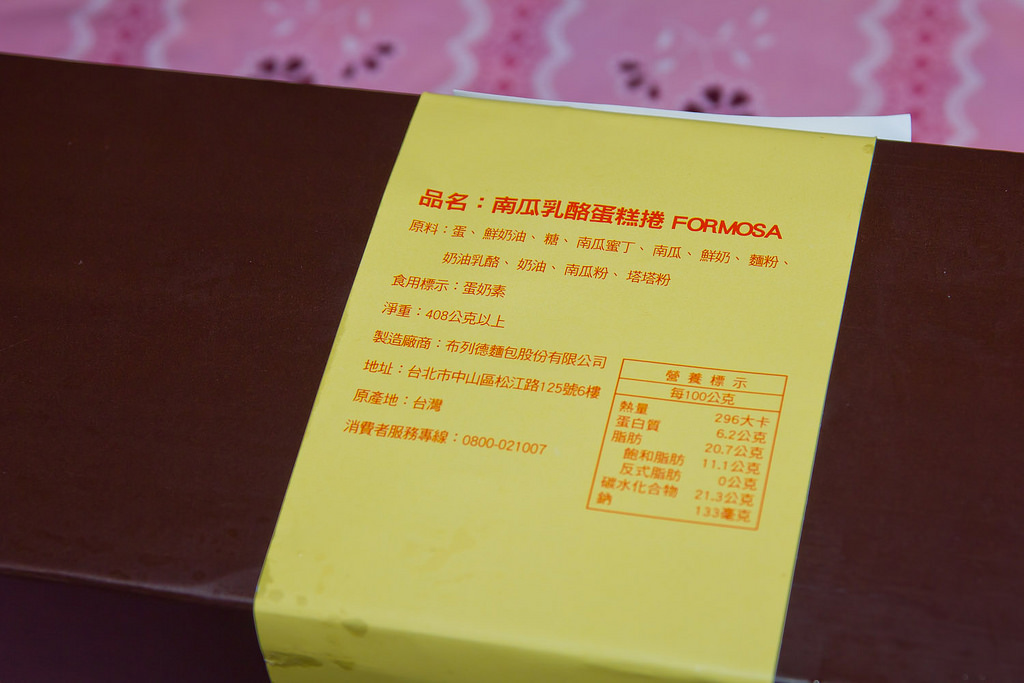 品名：南瓜乳酪蛋糕捲 FORMOSA
原料：蛋、鮮奶油、糖、南瓜蜜丁、南瓜、鮮奶、麵粉、
奶油乳酪、奶油、南瓜粉、塔塔粉
食用標示：蛋奶素
淨重：408公克以上
製造廠商：布列德麵包股份有限公司
地址：台北市中山區松江路125號6樓
原產地：台灣
消費者服務專線：0800-021007
營養標示
每100公克
熱量 296大卡
蛋白質 6.2公克
脂肪 20.7公克
飽和脂肪 11.1公克
反式脂肪 0公克
碳水化合物 21.3公克
鈉 133毫克